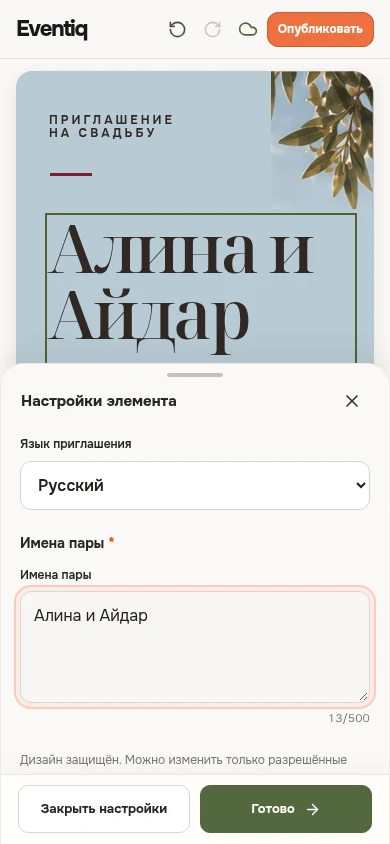 Eventiq
Опубликовать
ПРИГЛАШЕНИЕ
НА СВАДЬБУ
Алина и
Айдар
Настройки элемента
Язык приглашения
Русский
Имена пары *
Имена пары
Алина и Айдар
13/500
Дизайн защищён. Можно изменить только разрешённые
Закрыть настройки
Готово →